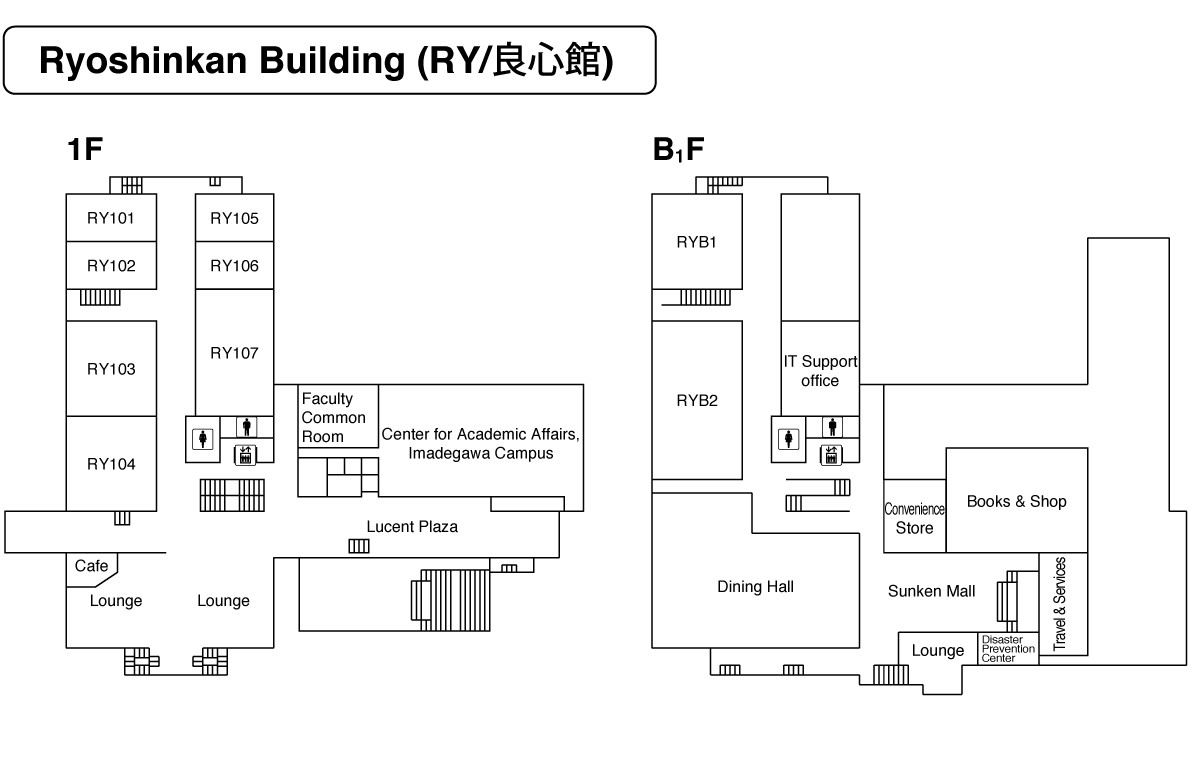 Ryoshinkan Building (RY/良心館)
1F
RY101
RY105
RY102
RY106
RY103
RY107
RY104
Faculty
Common
Room
Center for Academic Affairs,
Imadegawa Campus
Lucent Plaza
Cafe
Lounge
Lounge
B1F
RYB1
IT Support
office
RYB2
Convenience
Store
Books & Shop
Dining Hall
Sunken Mall
Travel & Services
Lounge
Disaster
Prevention
Center